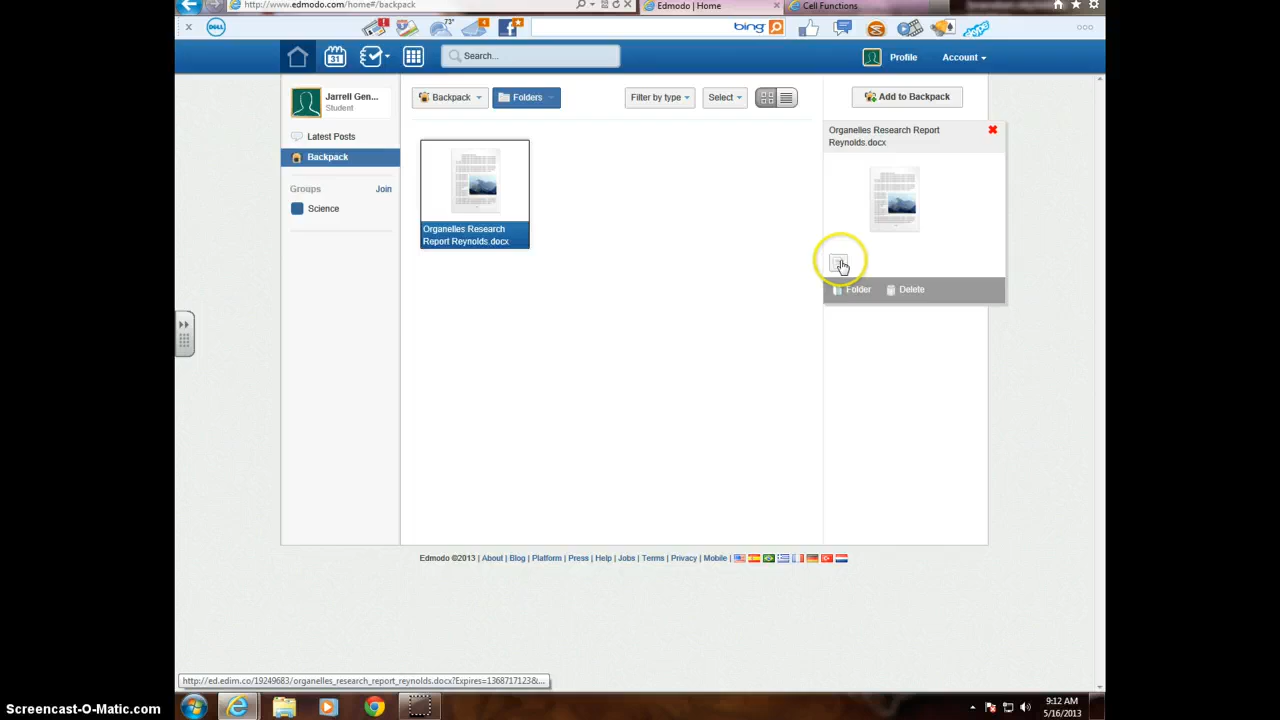 http://www.edmodo.com/home#/backpack
Edmodo | Home
Cell Functions
73°
4
bing
31
Search...
Profile
Account
Jarrell Gen...
Student
Latest Posts
Backpack
Groups
Join
Science
Backpack
Folders
Filter by type
Select
Add to Backpack
Organelles Research
Report Reynolds.docx
Organelles Research Report
Reynolds.docx
Folder
Delete
Edmodo ©2013 | About | Blog | Platform | Press | Help | Jobs | Terms | Privacy | Mobile |
http://ed.edim.co/19249683/organelles_research_report_reynolds.docx?Expires=1368717123&...
9:12 AM
5/16/2013
Screencast-O-Matic.com